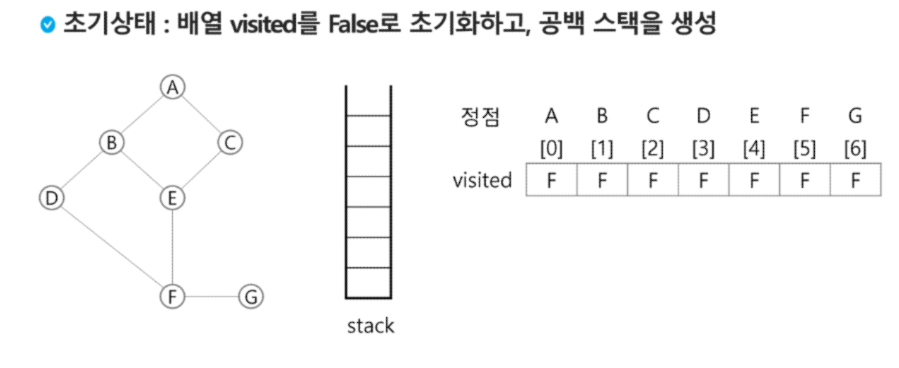 초기상태 : 배열 visited를 False로 초기화하고, 공백 스택을 생성
A
B
C
D
E
F
G
stack
정점 A B C D E F G
[0] [1] [2] [3] [4] [5] [6]
visited F F F F F F F